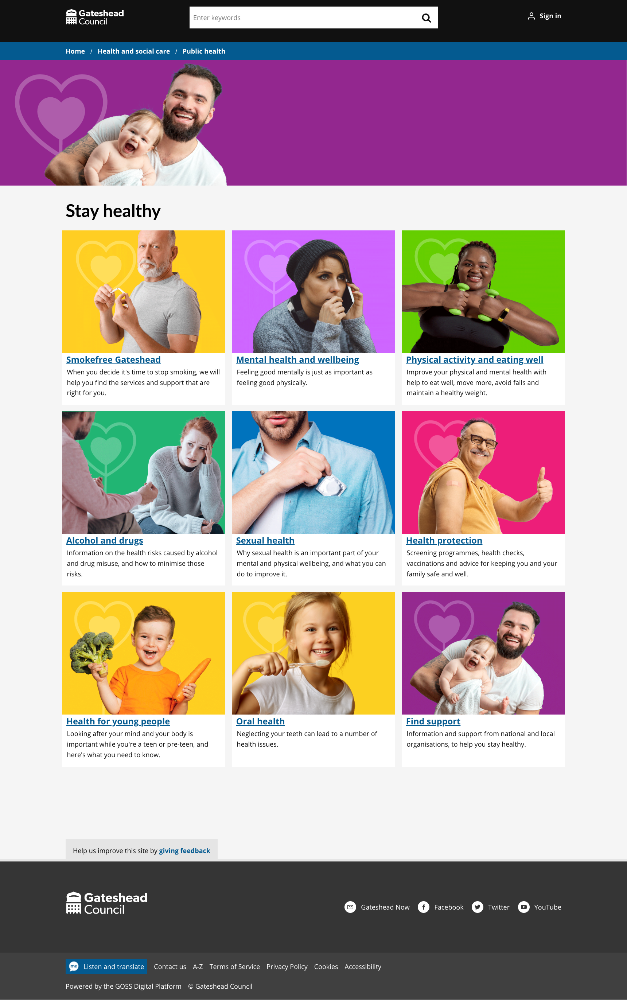 Gateshead
Council
Enter keywords
Sign in
Home / Health and social care / Public health
Stay healthy
Smokefree Gateshead
When you decide it's time to stop smoking, we will
help you find the services and support that are
right for you.
Mental health and wellbeing
Feeling good mentally is just as important as
feeling good physically.
Physical activity and eating well
Improve your physical and mental health with
help to eat well, move more, avoid falls and
maintain a healthy weight.
Alcohol and drugs
Information on the health risks caused by alcohol
and drug misuse, and how to minimise those
risks.
Sexual health
Why sexual health is an important part of your
mental and physical wellbeing, and what you can
do to improve it.
Health protection
Screening programmes, health checks,
vaccinations and advice for keeping you and your
family safe and well.
Health for young people
Looking after your mind and your body is
important while you're a teen or pre-teen, and
here's what you need to know.
Oral health
Neglecting your teeth can lead to a number of
health issues.
Find support
Information and support from national and local
organisations, to help you stay healthy.
Help us improve this site by giving feedback
Gateshead
Council
Gateshead Now Facebook Twitter YouTube
me Listen and translate Contact us A-Z Terms of Service Privacy Policy Cookies Accessibility
Powered by the GOSS Digital Platform © Gateshead Council